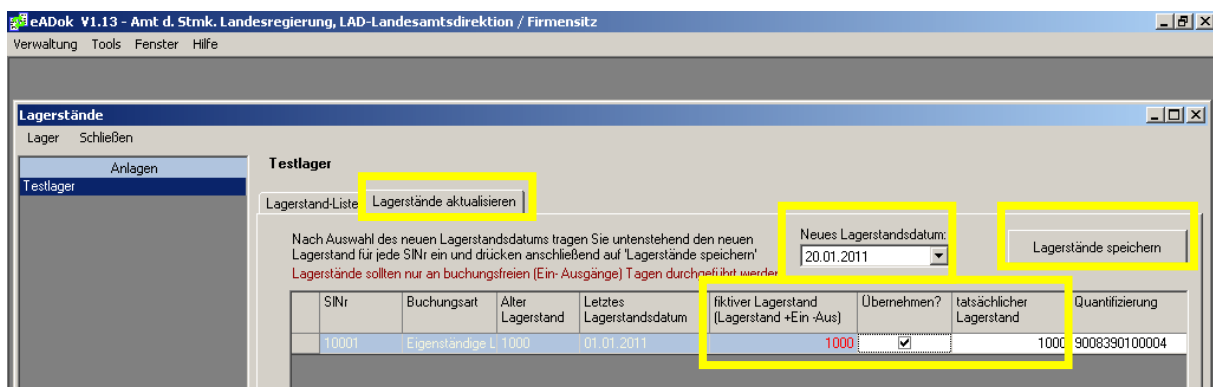 eADok V1.13 - Amt d. Stmk. Landesregierung, LAD-Landesamtsdirektion / Firmensitz
Verwaltung Tools Fenster Hilfe
Lagerstände
Lager Schließen
Anlagen
Testlager
Testlager
Lagerstand-Liste Lagerstände aktualisieren
Nach Auswahl des neuen Lagerstandsdatums tragen Sie untenstehend den neuen
Lagerstand für jede SlNr ein und drücken anschließend auf 'Lagerstände speichern'
Lagerstände sollten nur an buchungsfreien (Ein- Ausgänge) Tagen durchgeführt werden
Neues Lagerstandsdatum:
20.01.2011
Lagerstände speichern
SlNr Buchungsart Alter Lagerstand Letztes Lagerstandsdatum fiktiver Lagerstand (Lagerstand +Ein -Aus) Übernehmen? tatsächlicher Lagerstand Quantifizierung
10001 Eigenständige L 1000 01.01.2011 1000 1000 9008390100004